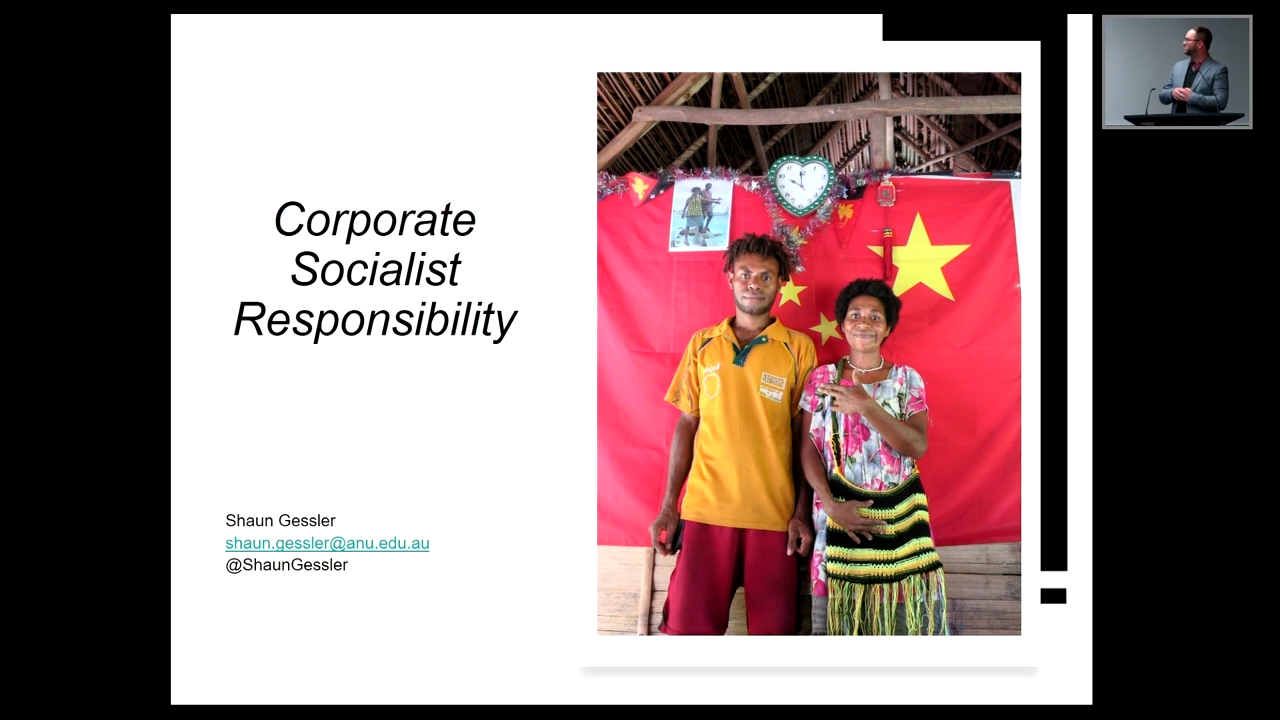 Corporate
Socialist
Responsibility
Shaun Gessler
shaun.gessler@anu.edu.au
@ShaunGessler